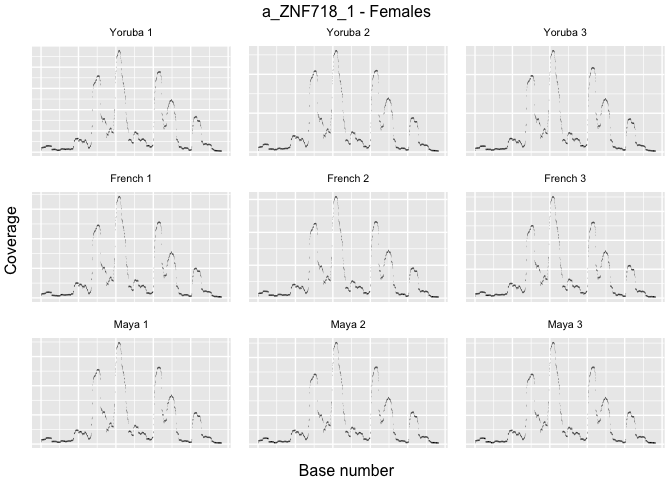 a_ZNF718_1 - Females
Yoruba 1
Yoruba 2
Yoruba 3
French 1
French 2
French 3
Coverage
Maya 1
Maya 2
Maya 3
Base number